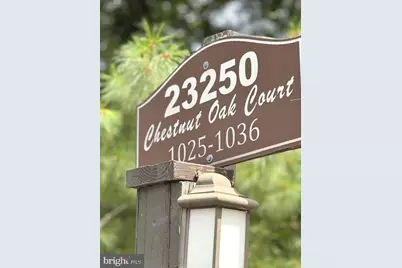 23250
Chestnut Oak Court
1025-1036
bright MLS